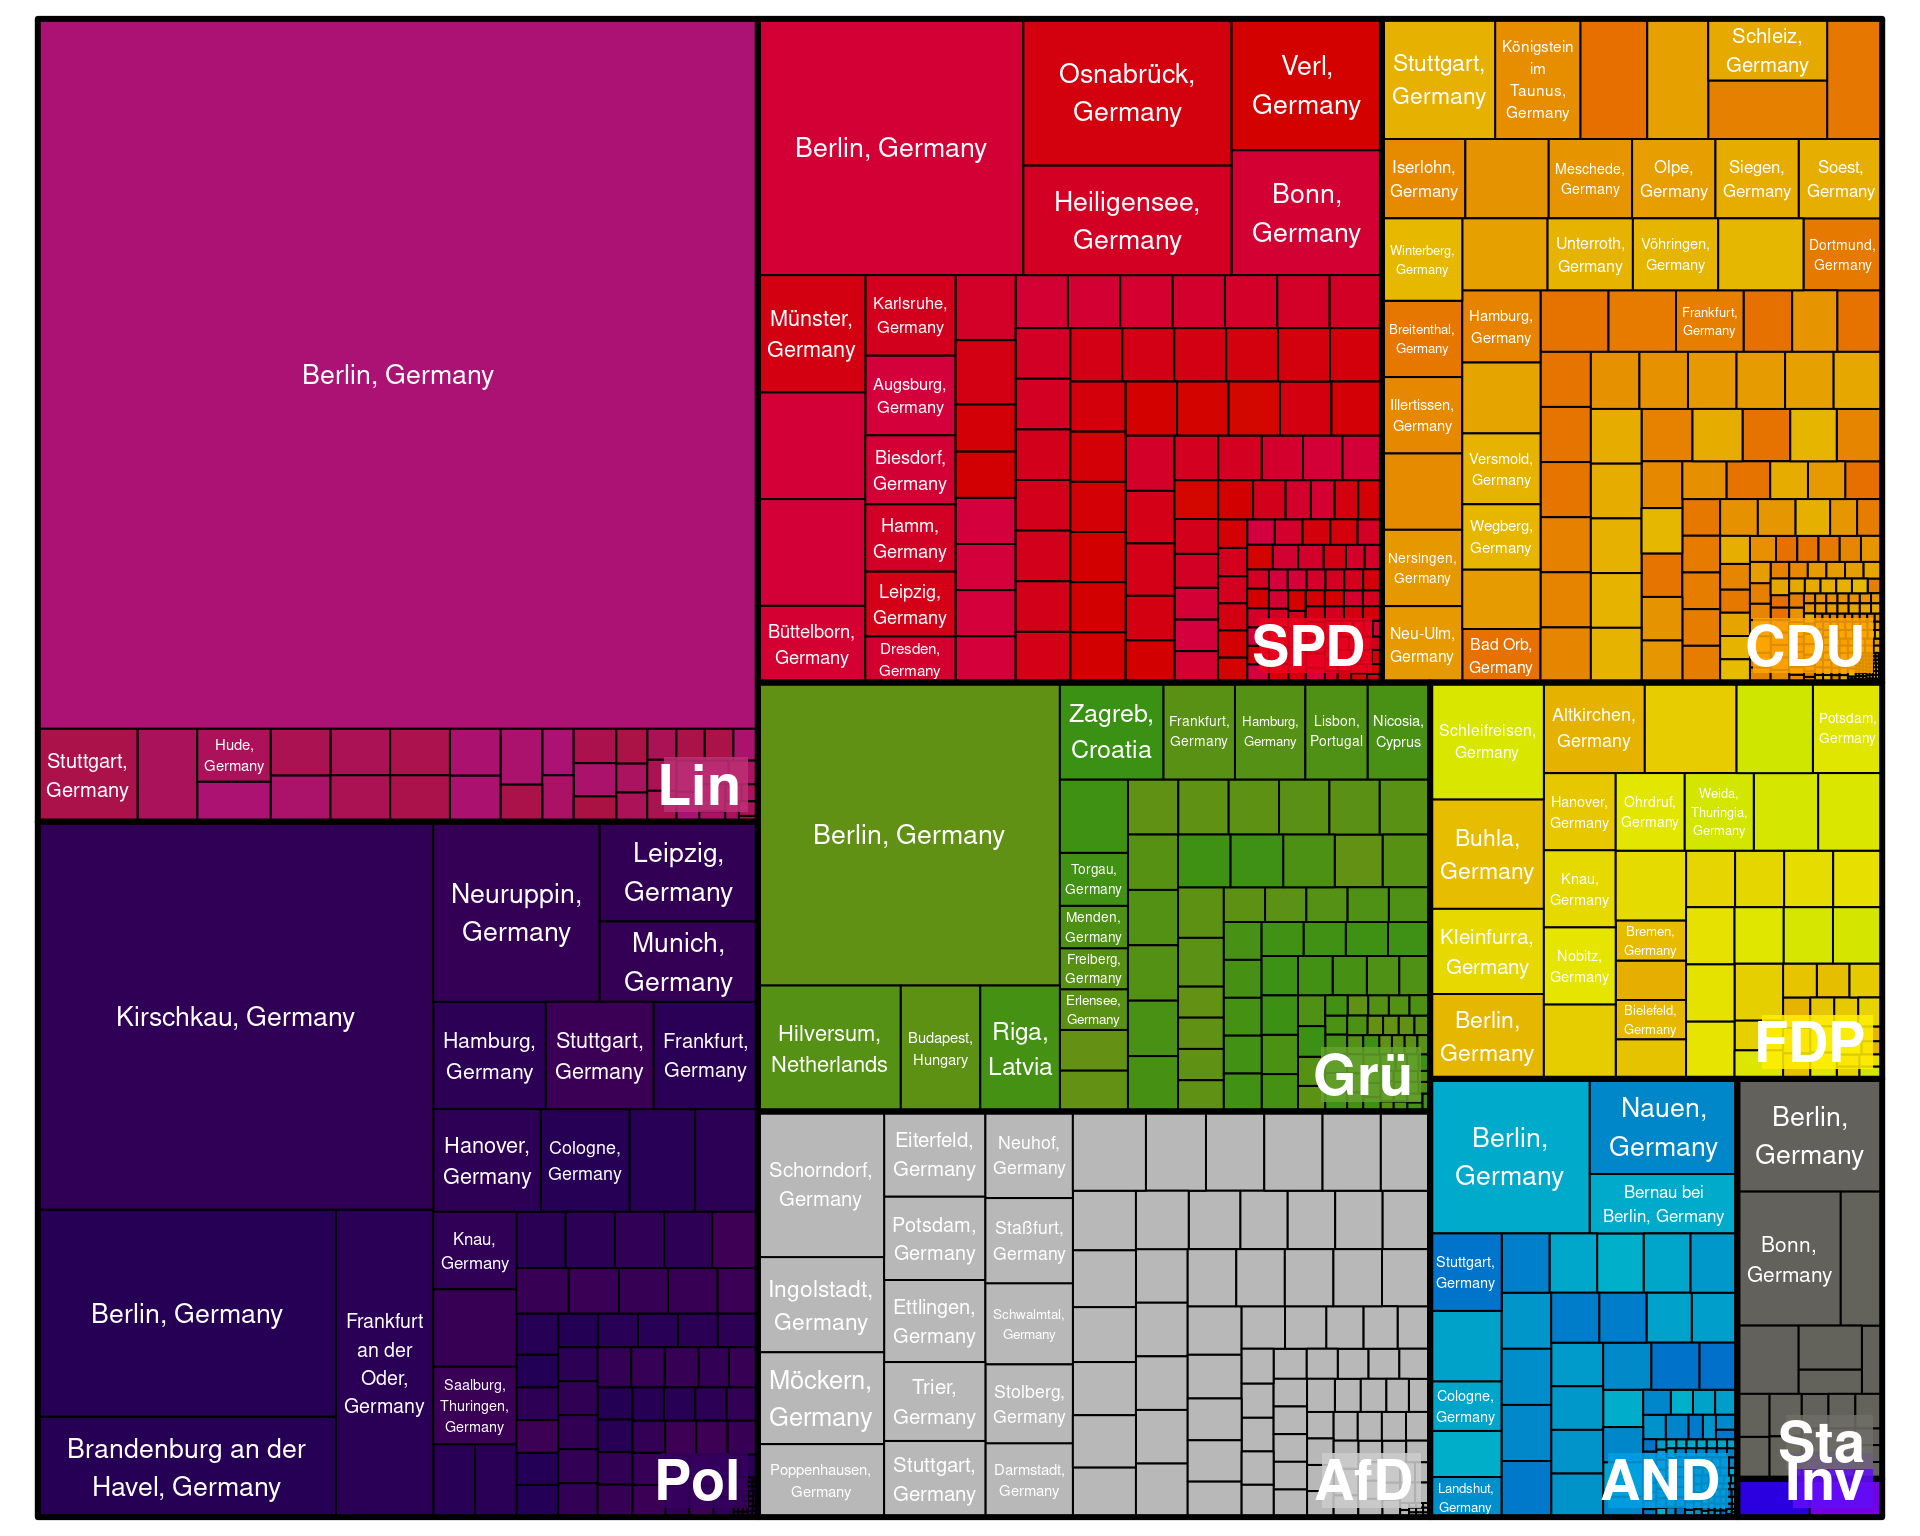 Berlin, Germany
Stuttgart,
Germany
Hude,
Germany
Lin
Berlin, Germany
Osnabrück,
Germany
Verl,
Germany
Heiligensee,
Germany
Bonn,
Germany
Münster,
Germany
Karlsruhe,
Germany
Augsburg,
Germany
Biesdorf,
Germany
Hamm,
Germany
Leipzig,
Germany
Büttelborn,
Germany
Dresden,
Germany
SPD
Stuttgart,
Germany
Königstein
im
Taunus,
Germany
Schleiz,
Germany
Iserlohn,
Germany
Meschede,
Germany
Olpe,
Germany
Siegen,
Germany
Soest,
Germany
Winterberg,
Germany
Unterroth,
Germany
Vöhringen,
Germany
Dortmund,
Germany
Breitenthal,
Germany
Hamburg,
Germany
Frankfurt,
Germany
Illertissen,
Germany
Versmold,
Germany
Wegberg,
Germany
Nersingen,
Germany
Neu-Ulm,
Germany
Bad Orb,
Germany
CDU
Kirschkau, Germany
Neuruppin,
Germany
Leipzig,
Germany
Munich,
Germany
Hamburg,
Germany
Stuttgart,
Germany
Frankfurt,
Germany
Hanover,
Germany
Cologne,
Germany
Berlin, Germany
Brandenburg an der
Havel, Germany
Frankfurt
an der
Oder,
Germany
Knau,
Germany
Saalburg,
Thuringen,
Germany
Pol
Berlin, Germany
Zagreb,
Croatia
Frankfurt,
Germany
Hamburg,
Germany
Lisbon,
Portugal
Nicosia,
Cyprus
Torgau,
Germany
Menden,
Germany
Freiberg,
Germany
Erlensee,
Germany
Hilversum,
Netherlands
Budapest,
Hungary
Riga,
Latvia
Grü
Schleifreisen,
Germany
Altkirchen,
Germany
Potsdam,
Germany
Buhla,
Germany
Hanover,
Germany
Ohrdruf,
Germany
Weida,
Thuringia,
Germany
Knau,
Germany
Kleinfurra,
Germany
Nobitz,
Germany
Bremen,
Germany
Bielefeld,
Germany
Berlin,
Germany
FDP
Schorndorf,
Germany
Eiterfeld,
Germany
Neuhof,
Germany
Potsdam,
Germany
Staßfurt,
Germany
Ingolstadt,
Germany
Ettlingen,
Germany
Schwalmtal,
Germany
Möckern,
Germany
Trier,
Germany
Stolberg,
Germany
Poppenhausen,
Germany
Stuttgart,
Germany
Darmstadt,
Germany
AfD
Berlin,
Germany
Nauen,
Germany
Bernau bei
Berlin, Germany
Stuttgart,
Germany
Cologne,
Germany
Landshut,
Germany
AND
Berlin,
Germany
Bonn,
Germany
Sta
Inv